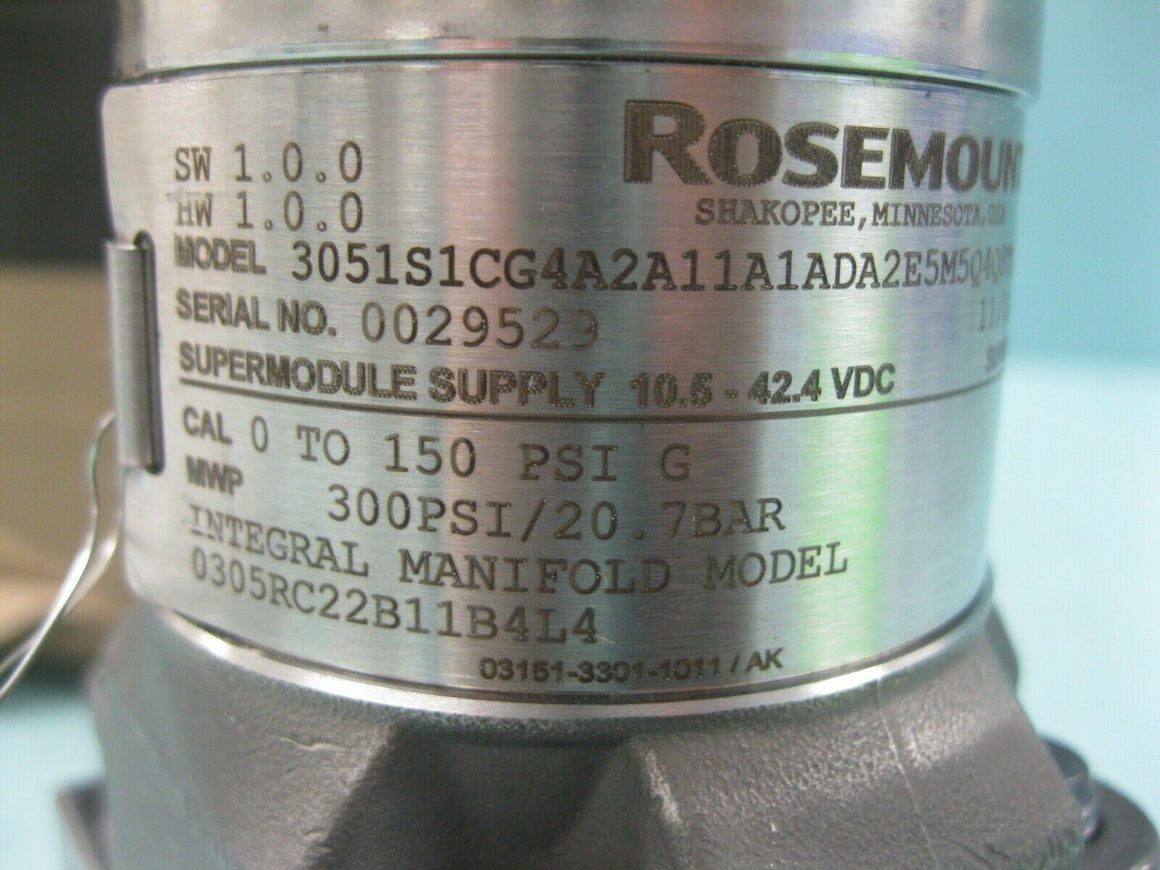 ROSEMOUNT
SHAKOPEE, MINNESOTA, USA
SW 1.0.0
HW 1.0.0
MODEL 3051S1CG4A2A11A1ADA2E5M5Q4
SERIAL NO. 0029529
SUPERMODULE SUPPLY 10.5 - 42.4 VDC
CAL 0 TO 150 PSI G
MWP 300PSI/20.7BAR
INTEGRAL MANIFOLD MODEL
0305RC22B11B4L4
03151-3301-1011 / AK